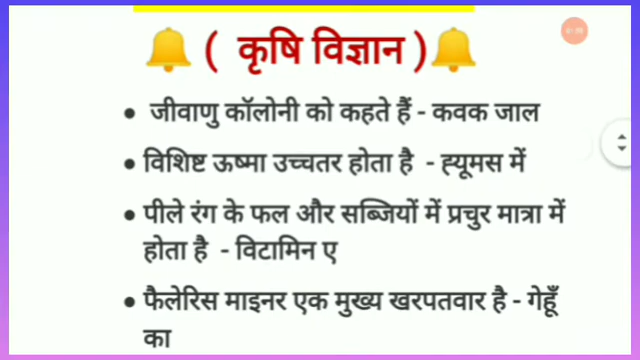 ( कृषि विज्ञान )
• जीवाणु कॉलोनी को कहते हैं - कवक जाल
• विशिष्ट ऊष्मा उच्चतर होता है - ह्यूमस में
• पीले रंग के फल और सब्जियों में प्रचुर मात्रा में
होता है - विटामिन ए
• फैलेरिस माइनर एक मुख्य खरपतवार है - गेहूँ
का